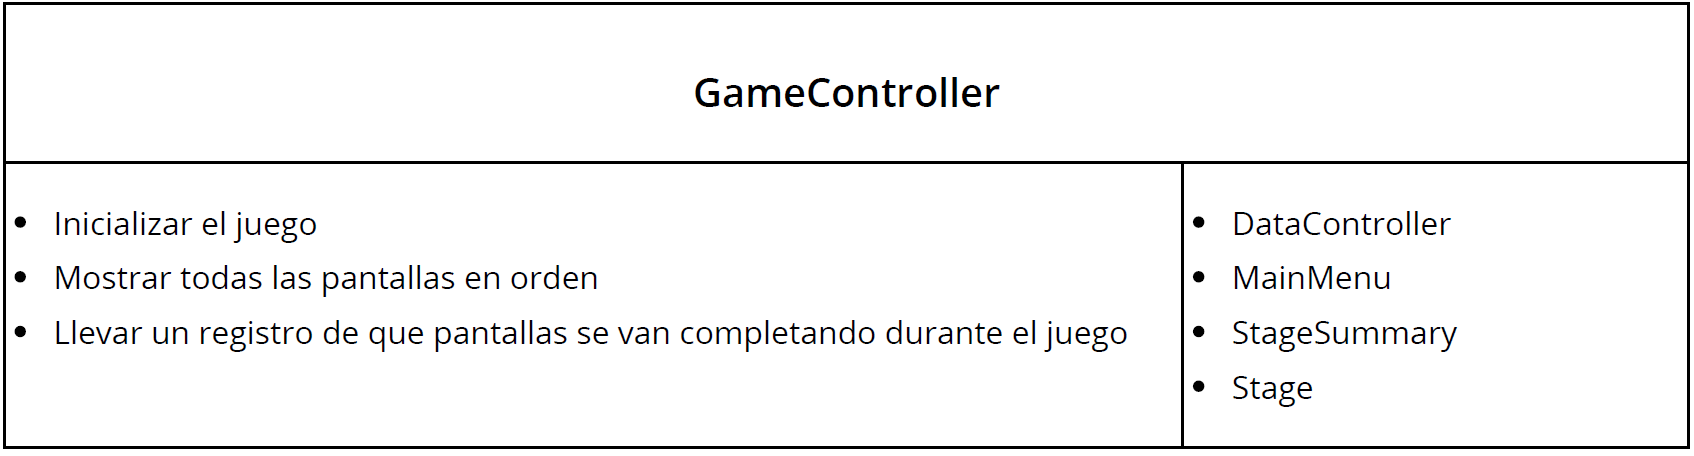 GameController
• Inicializar el juego
• Mostrar todas las pantallas en orden
• Llevar un registro de que pantallas se van completando durante el juego
• DataController
• MainMenu
• StageSummary
• Stage